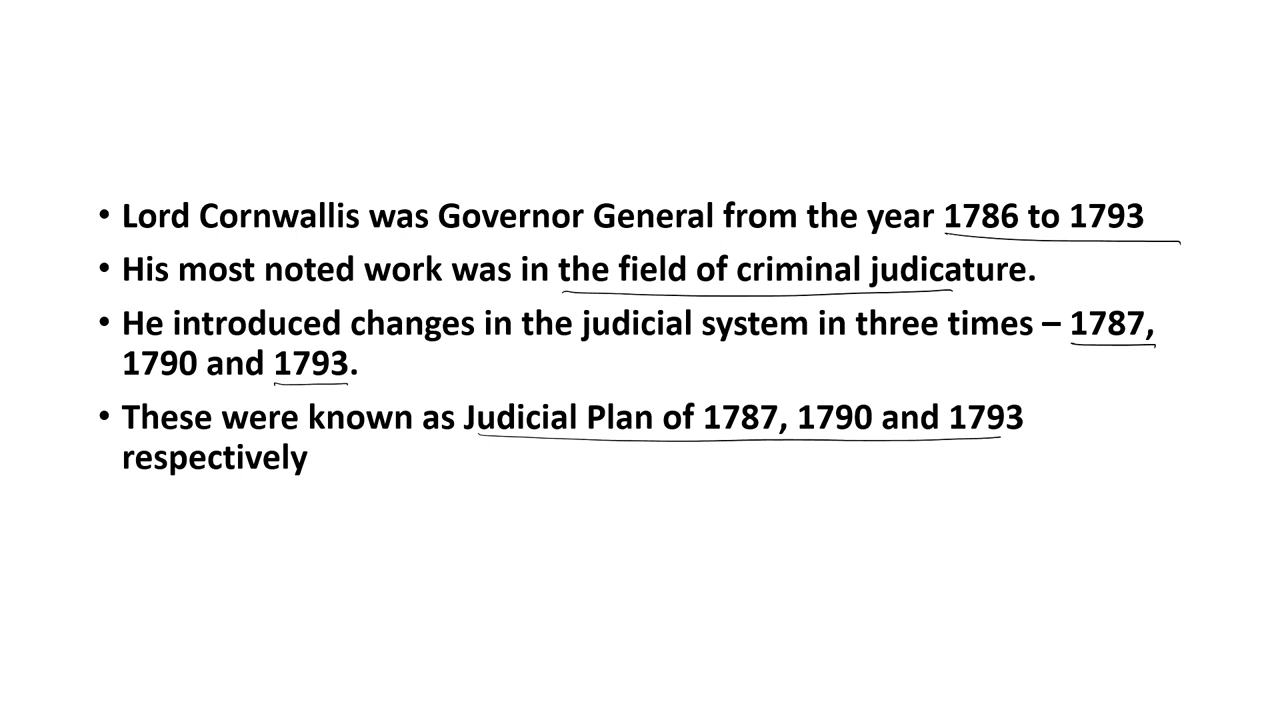 • Lord Cornwallis was Governor General from the year 1786 to 1793
• His most noted work was in the field of criminal judicature.
• He introduced changes in the judicial system in three times – 1787,
1790 and 1793.
• These were known as Judicial Plan of 1787, 1790 and 1793
respectively